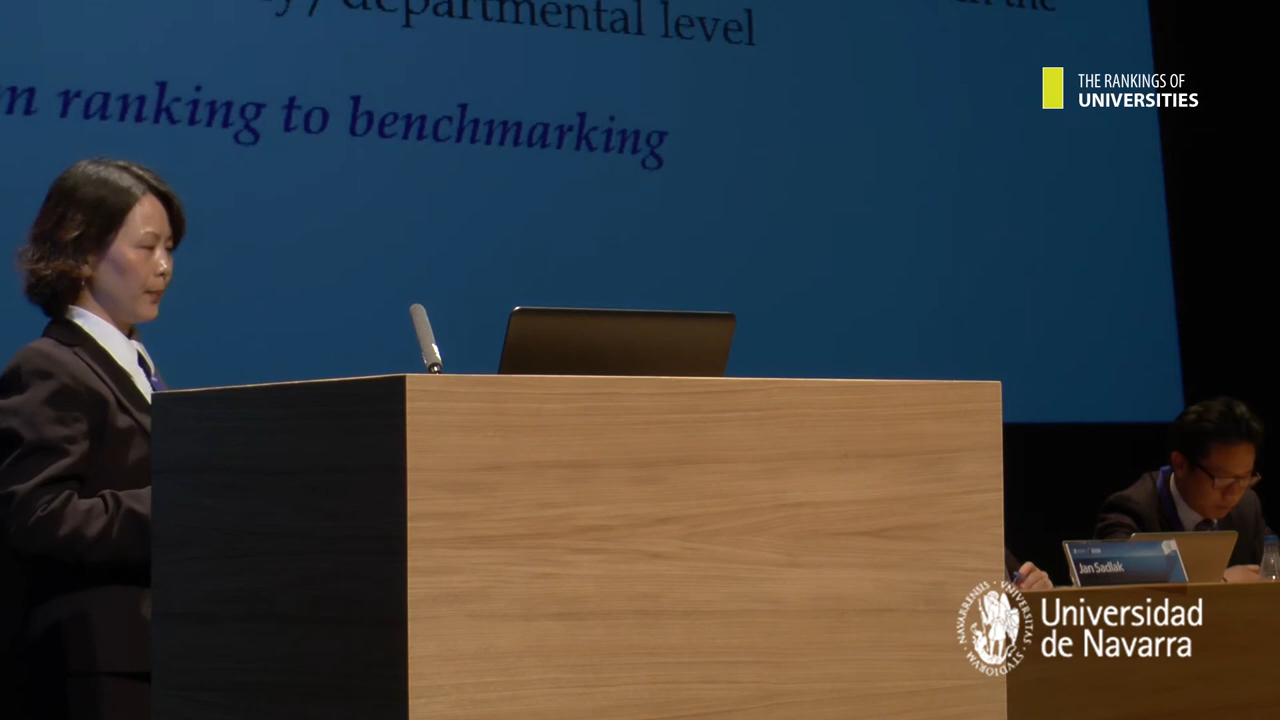 departmental level
ranking to benchmarking
THE RANKINGS OF
UNIVERSITIES
Jan Sadlak
Universidad
de Navarra